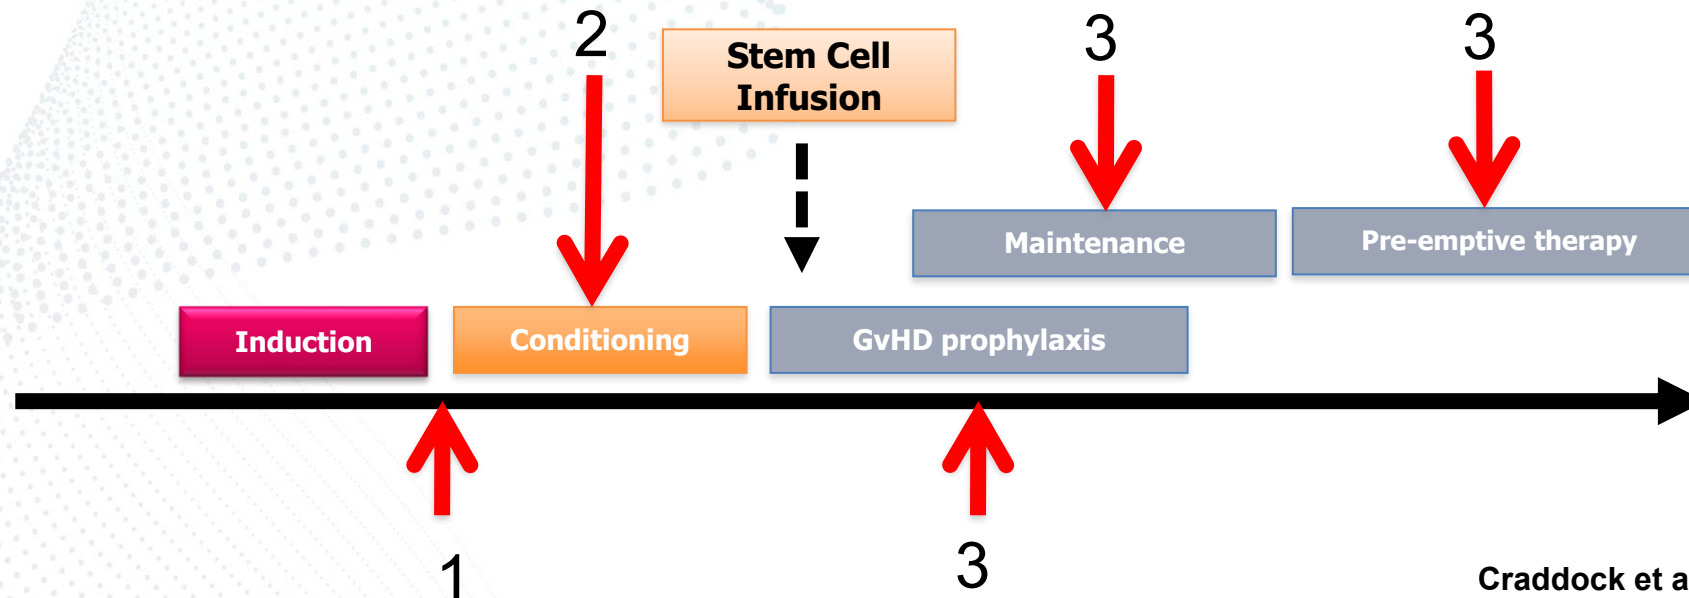 2
Stem Cell
Infusion
3
3
Maintenance
Pre-emptive therapy
Induction
Conditioning
GvHD prophylaxis
1
3
Craddock et a